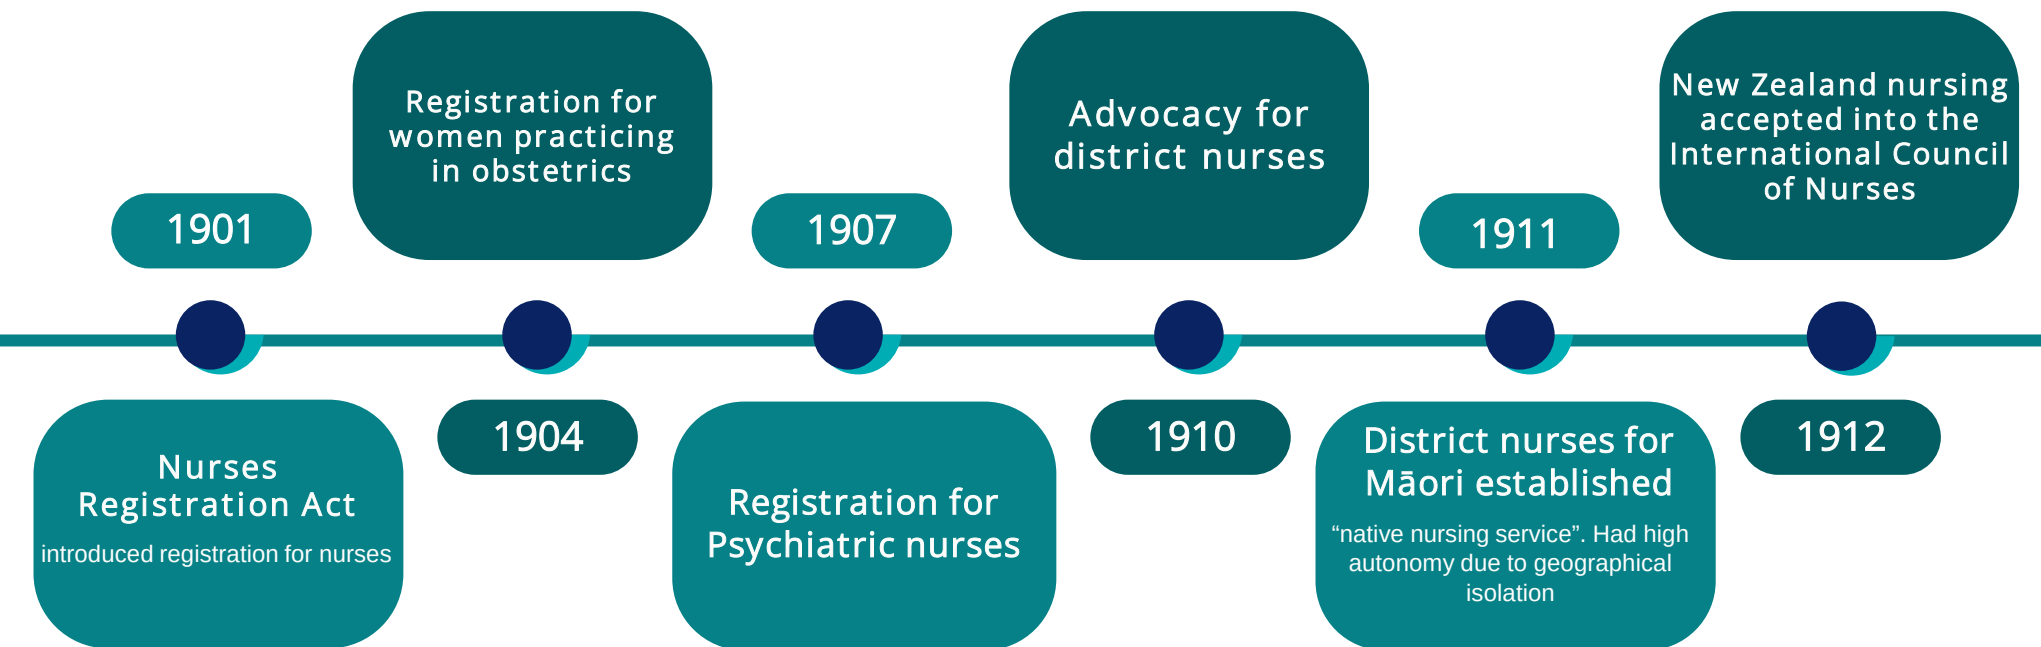 1901
Nurses
Registration Act
introduced registration for nurses
Registration for
women practicing
in obstetrics
1904
1907
Registration for
Psychiatric nurses
Advocacy for
district nurses
1910
1911
District nurses for
Māori established
“native nursing service”. Had high
autonomy due to geographical
isolation
New Zealand nursing
accepted into the
International Council
of Nurses
1912